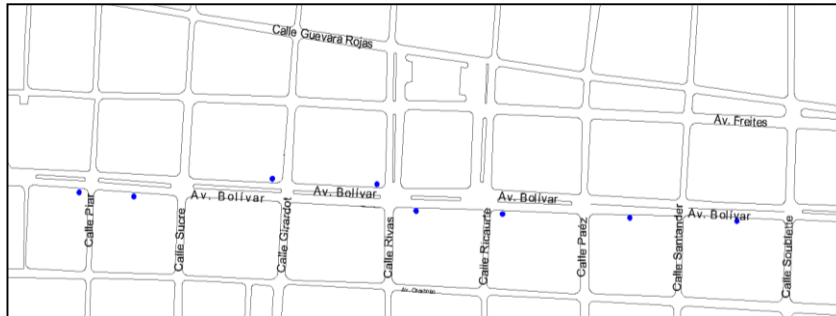 Calle Guevara Rojas
Av. Freites
Av. Bolívar
Av. Bolívar
Av. Bolívar
Av. Bolívar
Calle Piar
Calle Sucre
Calle Girardot
Calle Rivas
Calle Ricaurte
Calle Paéz
Calle Santander
Calle Soublette